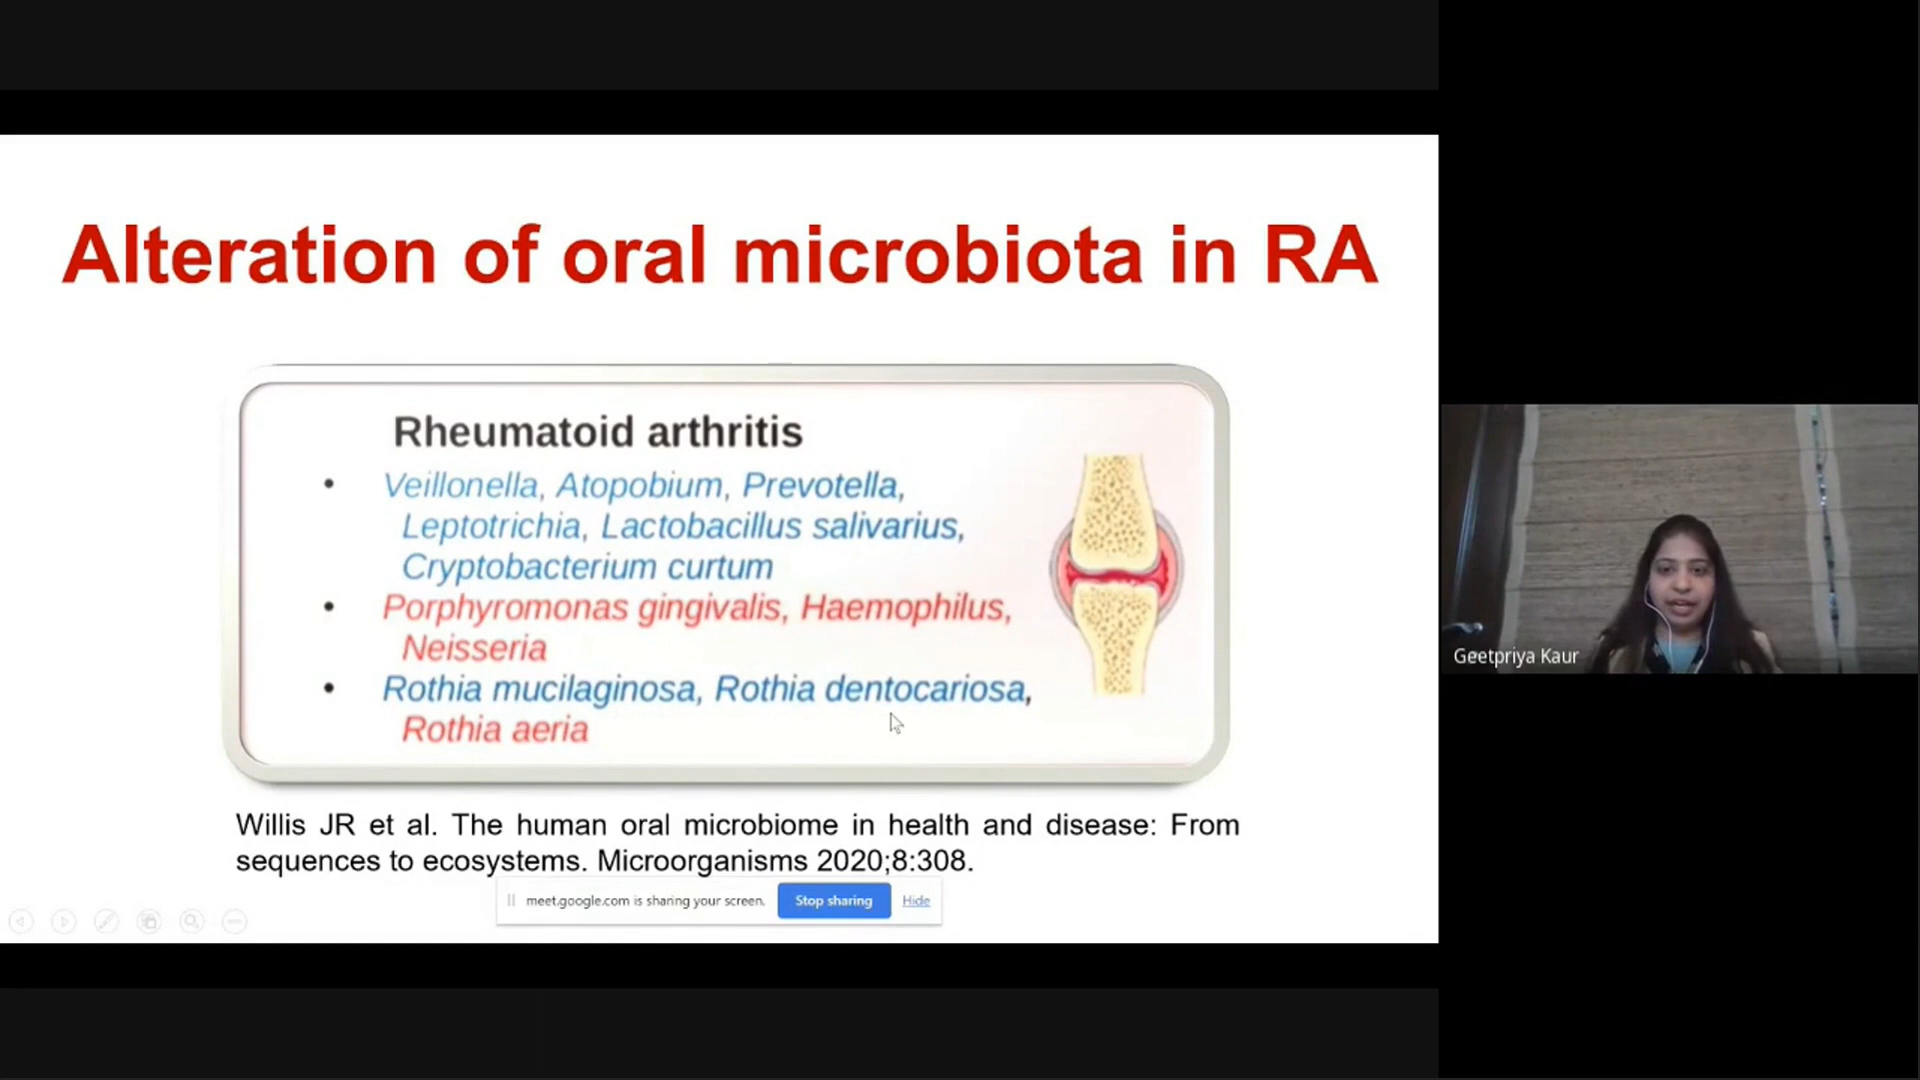 Alteration of oral microbiota in RA
Rheumatoid arthritis
• Veillonella, Atopobium, Prevotella,
Leptotrichia, Lactobacillus salivarius,
Cryptobacterium curtum
• Porphyromonas gingivalis, Haemophilus,
Neisseria
• Rothia mucilaginosa, Rothia dentocariosa,
Rothia aeria
Willis JR et al. The human oral microbiome in health and disease: From
sequences to ecosystems. Microorganisms 2020;8:308.
meet.google.com is sharing your screen. Stop sharing Hide
Geetpriya Kaur